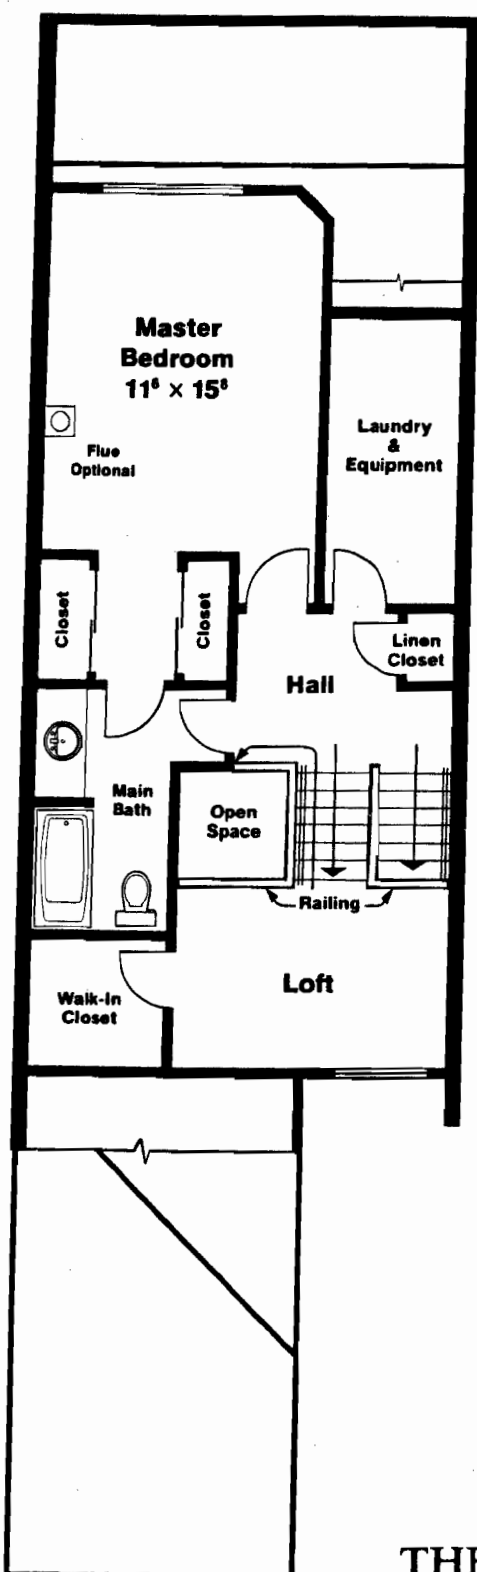 Master
Bedroom
11⁶ × 15⁸
Flue
Optional
Laundry
&
Equipment
Closet
Closet
Linen
Closet
Hall
Main
Bath
Open
Space
Railing
Loft
Walk-In
Closet
THE